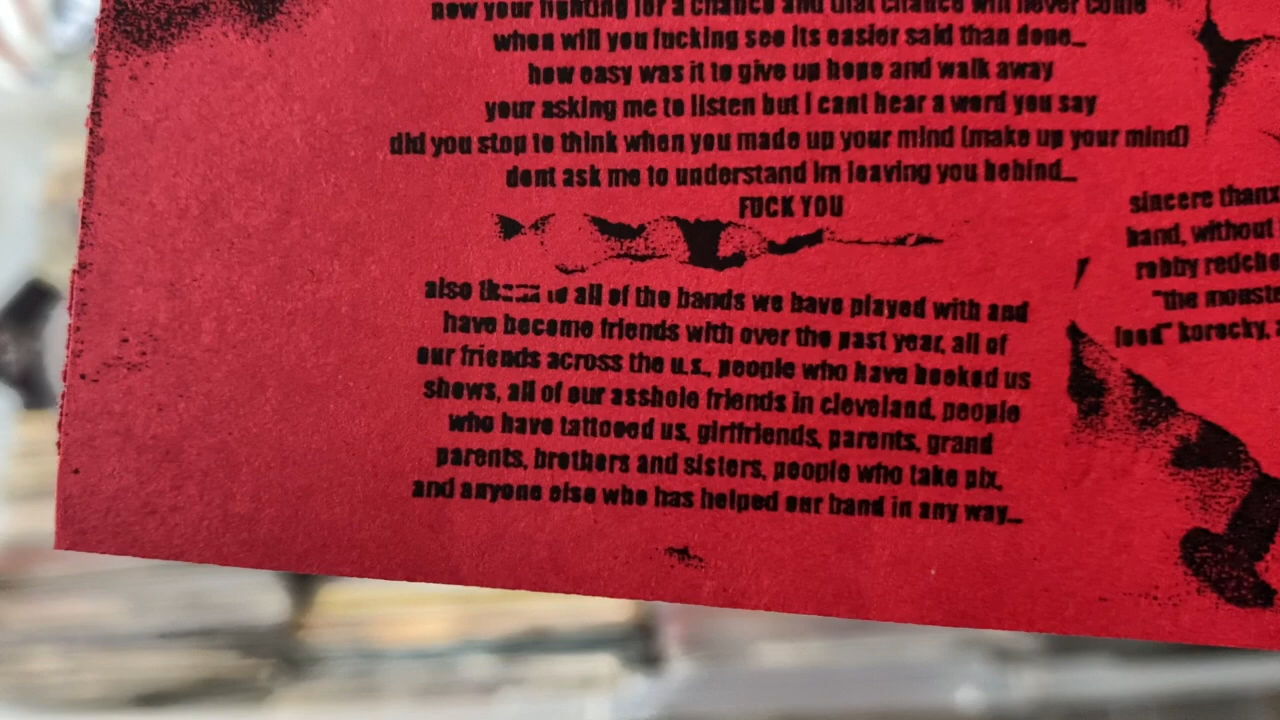 now your fighting for a chance and that chance will never come
when will you fucking see its easier said than done...
how easy was it to give up hope and walk away
your asking me to listen but i cant hear a word you say
did you stop to think when you made up your mind (make up your mind)
dont ask me to understand im leaving you behind...
FUCK YOU
also to all of the bands we have played with and
have become friends with over the past year, all of
our friends across the u.s., people who have booked us
shows, all of our asshole friends in cleveland, people
who have tattooed us, girlfriends, parents, grand
parents, brothers and sisters, people who take pix,
and anyone else who has helped our band in any way...
sincere thanx
band, without
robby redche
"the monst
korecky,